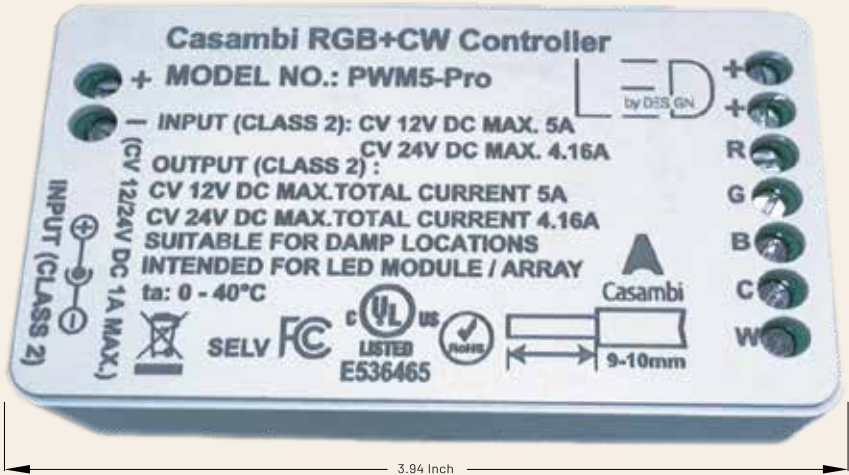 Casambi RGB+CW Controller
+ MODEL NO.: PWM5-Pro
LED
by DESIGN
- INPUT (CLASS 2): CV 12V DC MAX. 5A
CV 24V DC MAX. 4.16A
OUTPUT (CLASS 2) :
CV 12V DC MAX.TOTAL CURRENT 5A
CV 24V DC MAX.TOTAL CURRENT 4.16A
SUITABLE FOR DAMP LOCATIONS
INTENDED FOR LED MODULE / ARRAY
ta: 0 - 40°C
SELV
FC
c UL us
LISTED
E536465
RoHS
Casambi
9-10mm
INPUT (CLASS 2)
(CV 12/24V DC 1A MAX.)
+
+
R
G
B
C
W
3.94 Inch